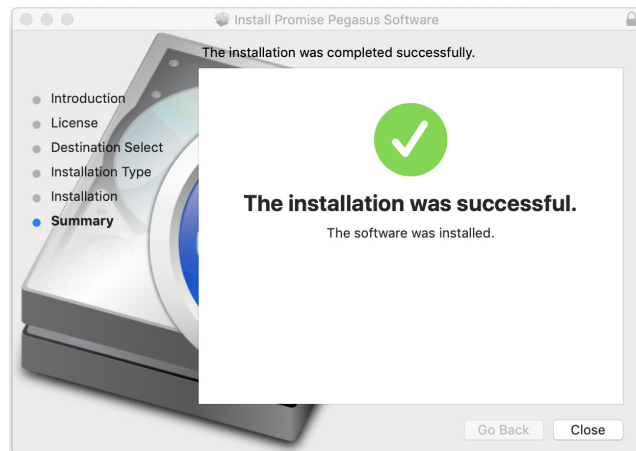 Install Promise Pegasus Software
The installation was completed successfully.
Introduction
License
Destination Select
Installation Type
Installation
Summary
The installation was successful.
The software was installed.
Go Back
Close